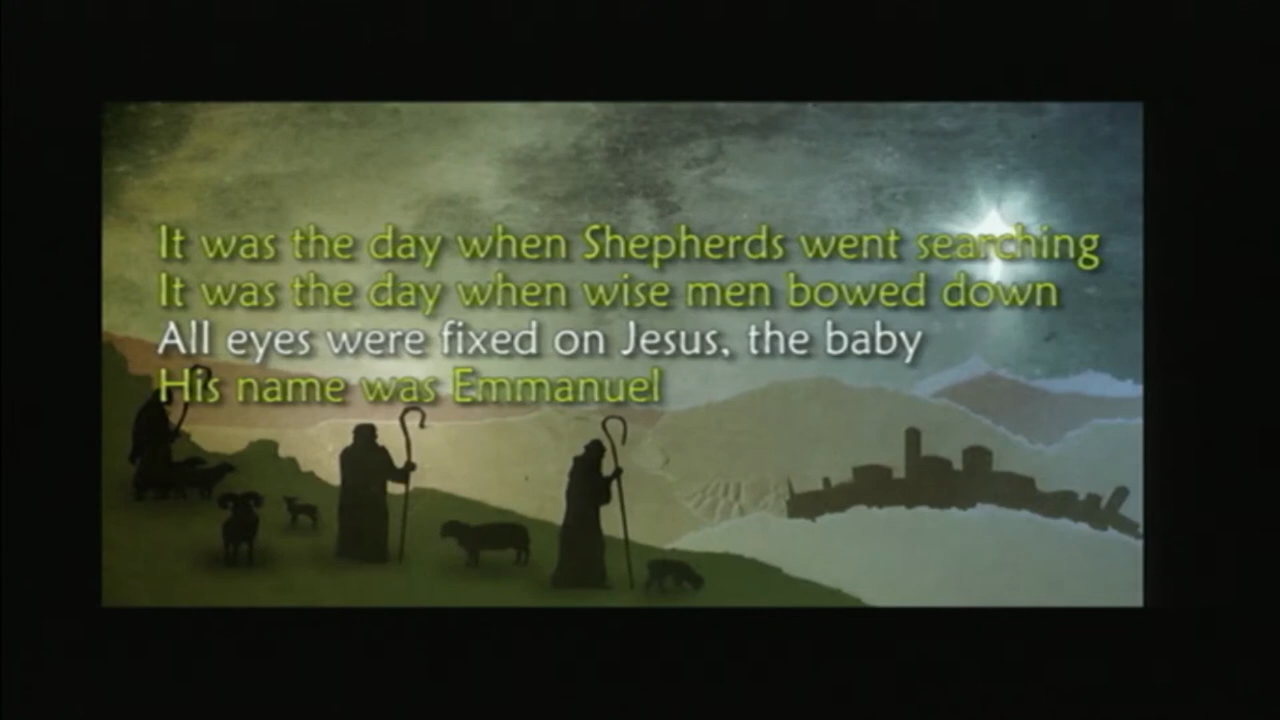 It was the day when Shepherds went searching
It was the day when wise men bowed down
All eyes were fixed on Jesus, the baby
His name was Emmanuel